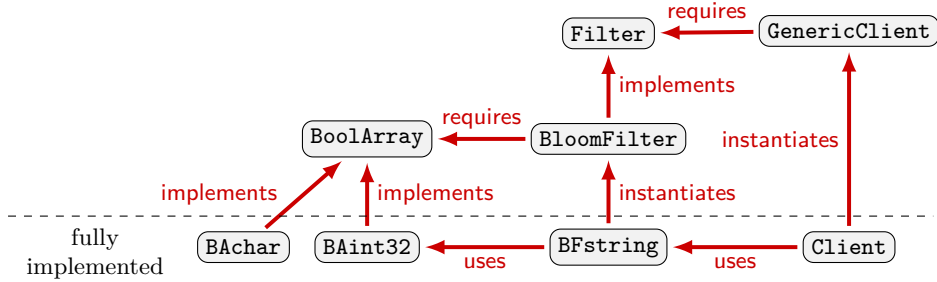 requires
Filter
GenericClient
implements
requires
BoolArray
BloomFilter
instantiates
implements
implements
instantiates
fully
implemented
BAchar
BAint32
BFstring
Client
uses
uses